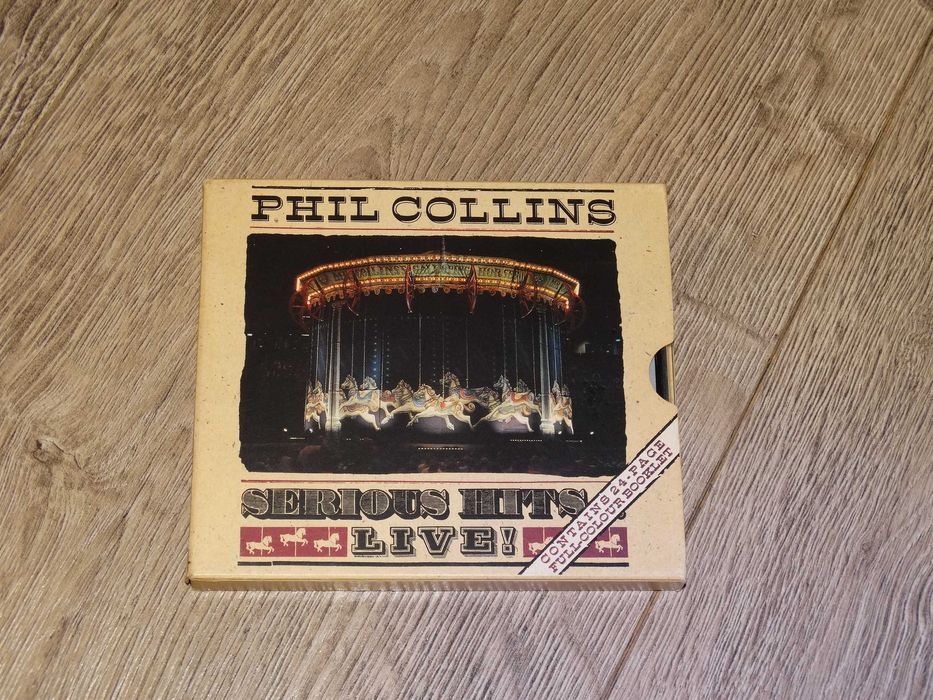 PHIL COLLINS
SERIOUS HITS...
LIVE!
CONTAINS 24-PAGE
FULL-COLOUR BOOKLET